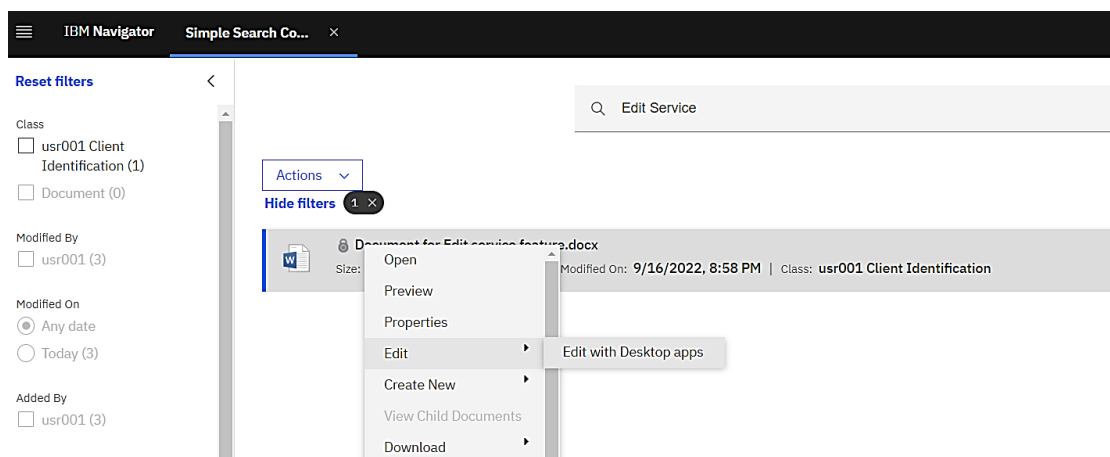 IBM Navigator
Simple Search Co... ×
Reset filters
Class
usr001 Client
Identification (1)
Document (0)
Modified By
usr001 (3)
Modified On
Any date
Today (3)
Added By
usr001 (3)
Edit Service
Actions
Hide filters 1 ×
W
Document for Edit service feature.docx
Size: Modified On: 9/16/2022, 8:58 PM | Class: usr001 Client Identification
Open
Preview
Properties
Edit
Edit with Desktop apps
Create New
View Child Documents
Download